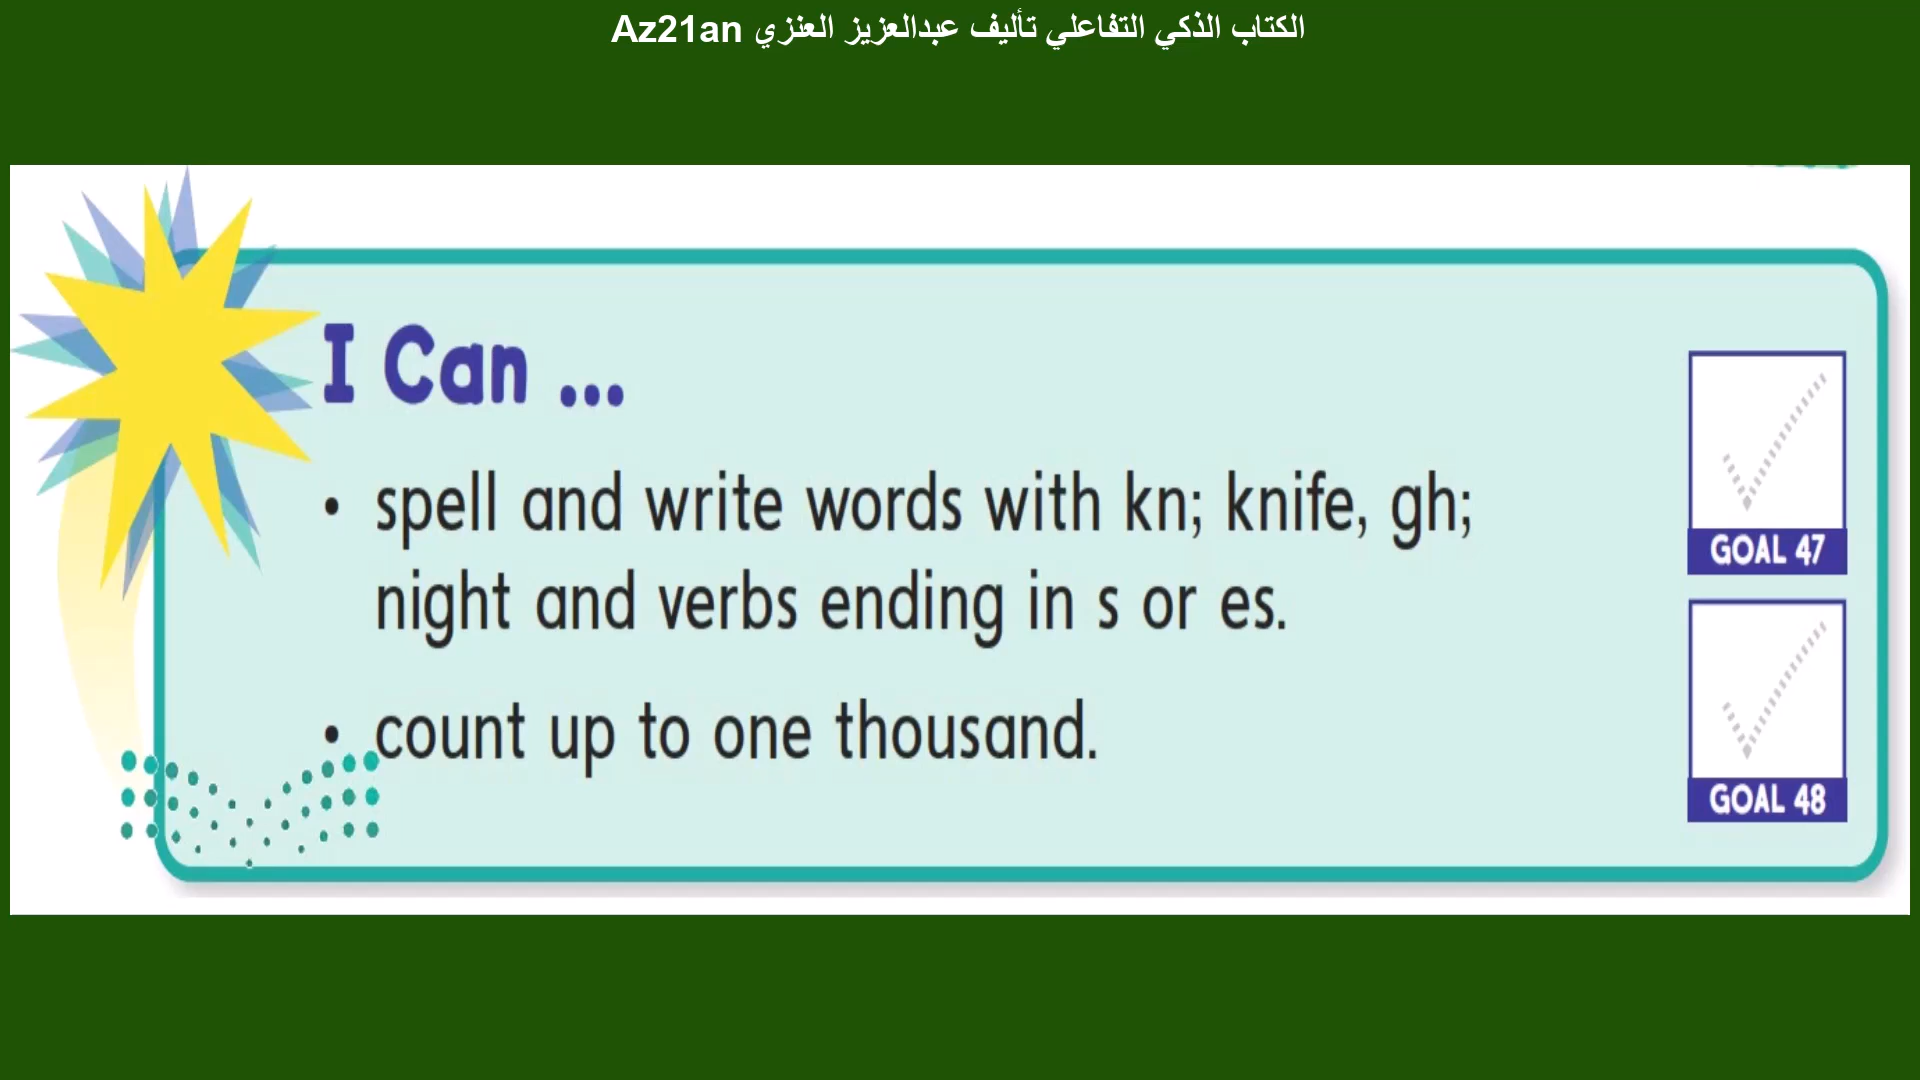 الكتاب الذكي التفاعلي تأليف عبدالعزيز العنزي Az21an
I Can ...
• spell and write words with kn; knife, gh;
night and verbs ending in s or es.
GOAL 47
• count up to one thousand.
GOAL 48